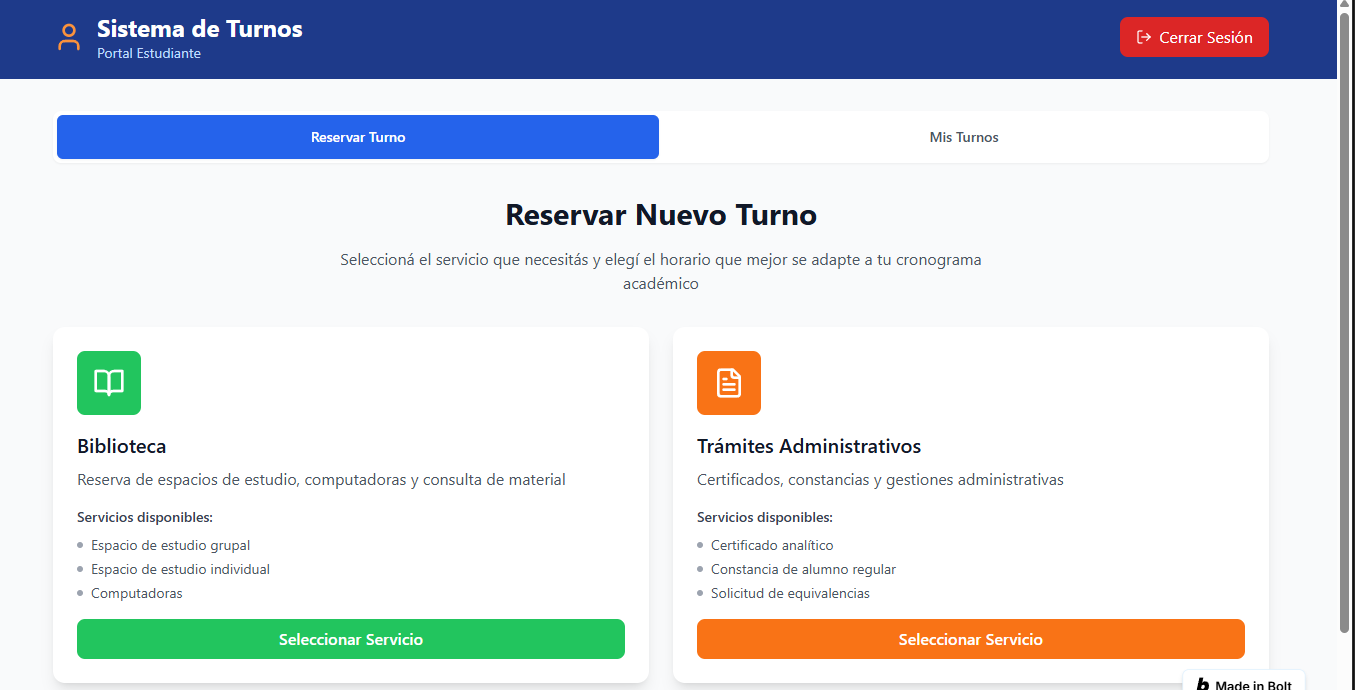 Sistema de Turnos
Portal Estudiante
Cerrar Sesión
Reservar Turno
Mis Turnos
Reservar Nuevo Turno
Seleccioná el servicio que necesitás y elegí el horario que mejor se adapte a tu cronograma
académico
Biblioteca
Reserva de espacios de estudio, computadoras y consulta de material
Servicios disponibles:
Espacio de estudio grupal
Espacio de estudio individual
Computadoras
Seleccionar Servicio
Trámites Administrativos
Certificados, constancias y gestiones administrativas
Servicios disponibles:
Certificado analítico
Constancia de alumno regular
Solicitud de equivalencias
Seleccionar Servicio
b Made in Bolt